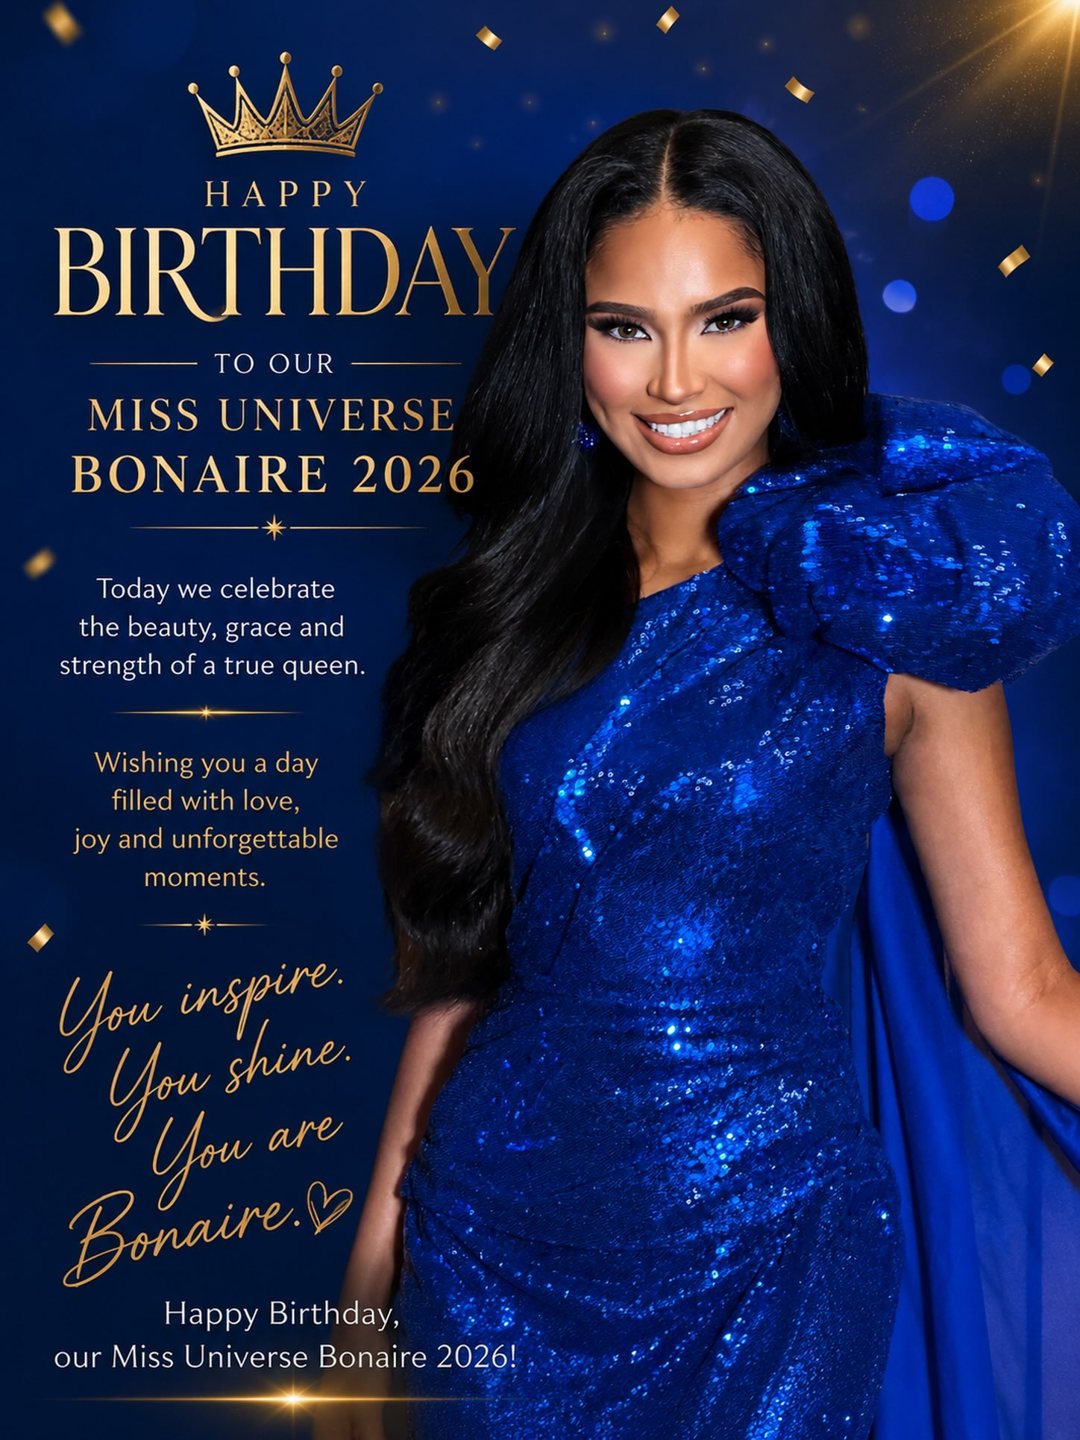 HAPPY
BIRTHDAY
TO OUR
MISS UNIVERSE
BONAIRE 2026
Today we celebrate
the beauty, grace and
strength of a true queen.
Wishing you a day
filled with love,
joy and unforgettable
moments.
You inspire.
You shine.
You are
Bonaire.
Happy Birthday,
our Miss Universe Bonaire 2026!